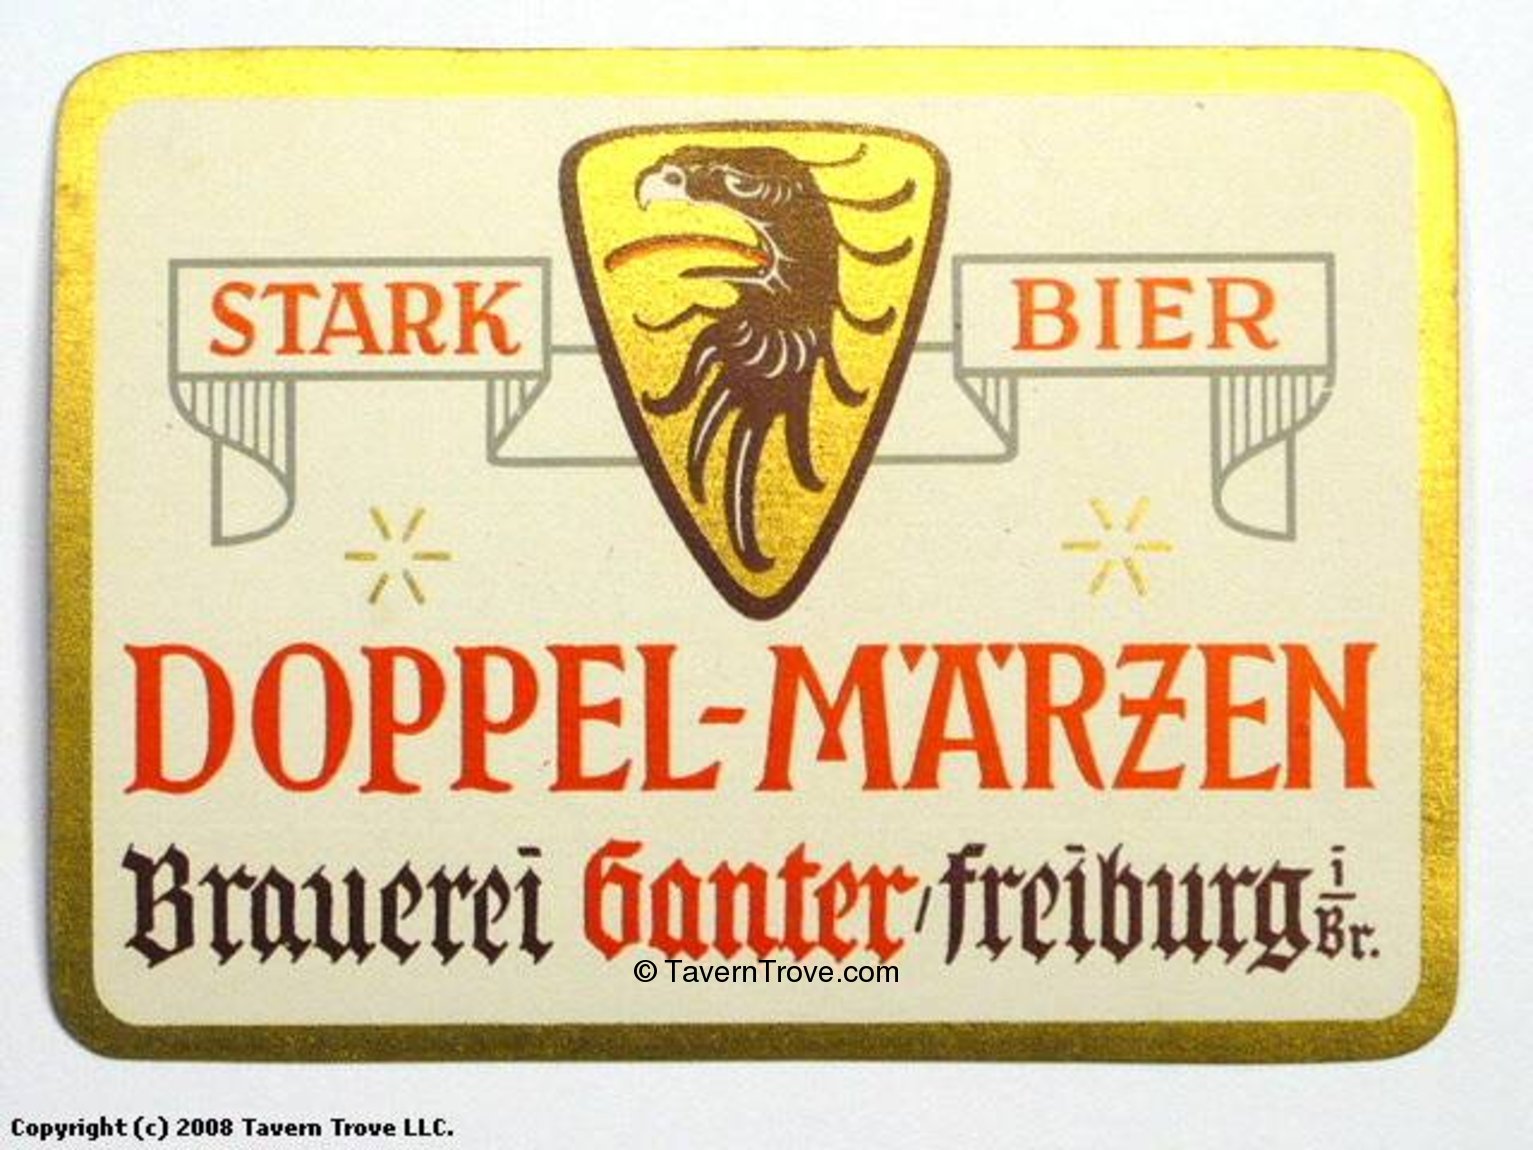 STARK BIER
DOPPEL-MÄRZEN
Brauerei Ganter, Freiburg i/Br.
© TavernTrove.com
Copyright (c) 2008 Tavern Trove LLC.